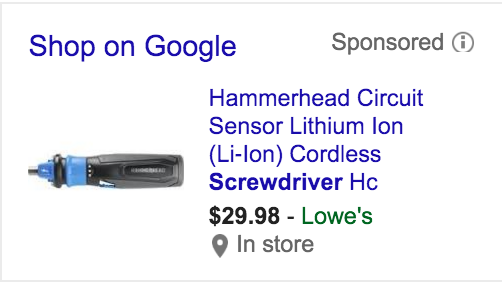 Shop on Google
Sponsored
Hammerhead Circuit
Sensor Lithium Ion
(Li-Ion) Cordless
Screwdriver Hc
$29.98 - Lowe's
In store